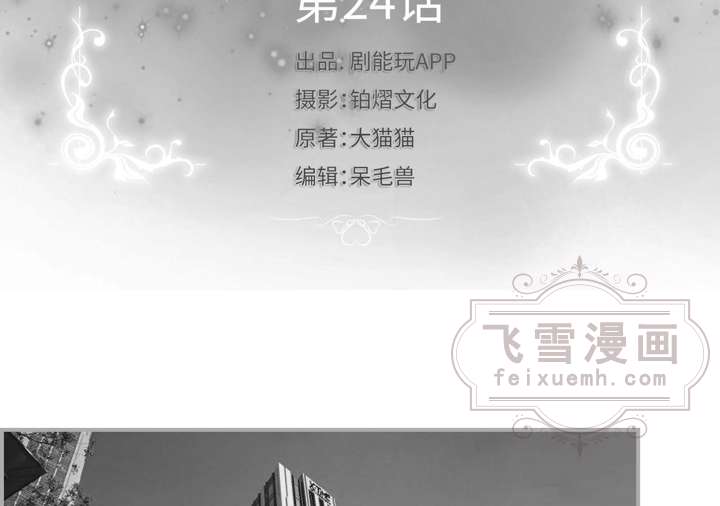 第24话
出品: 剧能玩APP
摄影: 铂熠文化
原著: 大猫猫
编辑: 呆毛兽
飞雪漫画
feixuemh.com